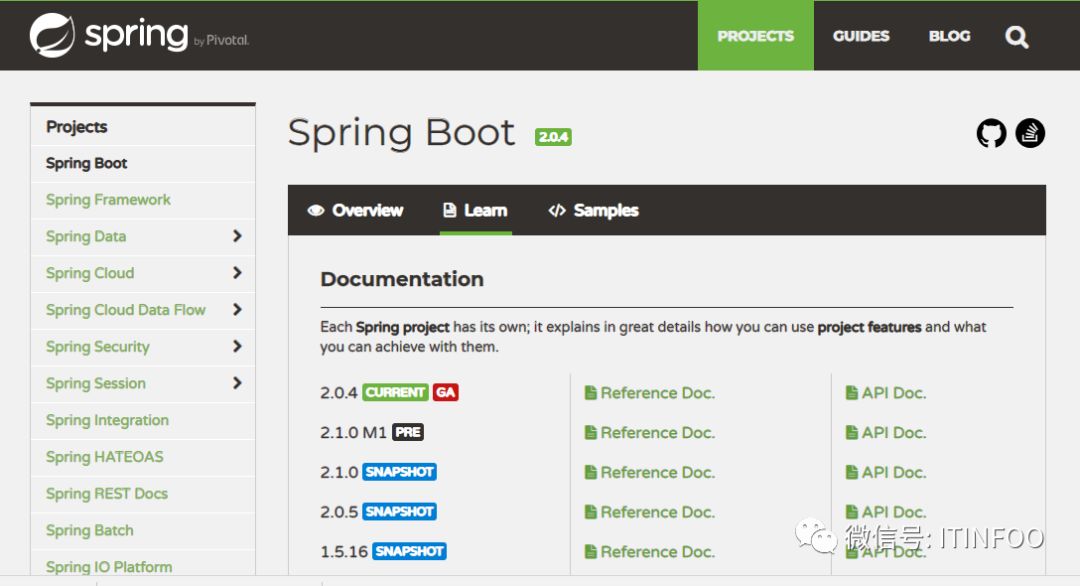 spring by Pivotal.
PROJECTS GUIDES BLOG
Projects
Spring Boot
Spring Framework
Spring Data
Spring Cloud
Spring Cloud Data Flow
Spring Security
Spring Session
Spring Integration
Spring HATEOAS
Spring REST Docs
Spring Batch
Spring IO Platform
Spring Boot 2.0.4
Overview Learn Samples
Documentation
Each Spring project has its own; it explains in great details how you can use project features and what
you can achieve with them.
2.0.4 CURRENT GA Reference Doc. API Doc.
2.1.0 M1 PRE Reference Doc. API Doc.
2.1.0 SNAPSHOT Reference Doc. API Doc.
2.0.5 SNAPSHOT Reference Doc. API Doc.
1.5.16 SNAPSHOT Reference Doc. API Doc.
微信号: ITINFOO